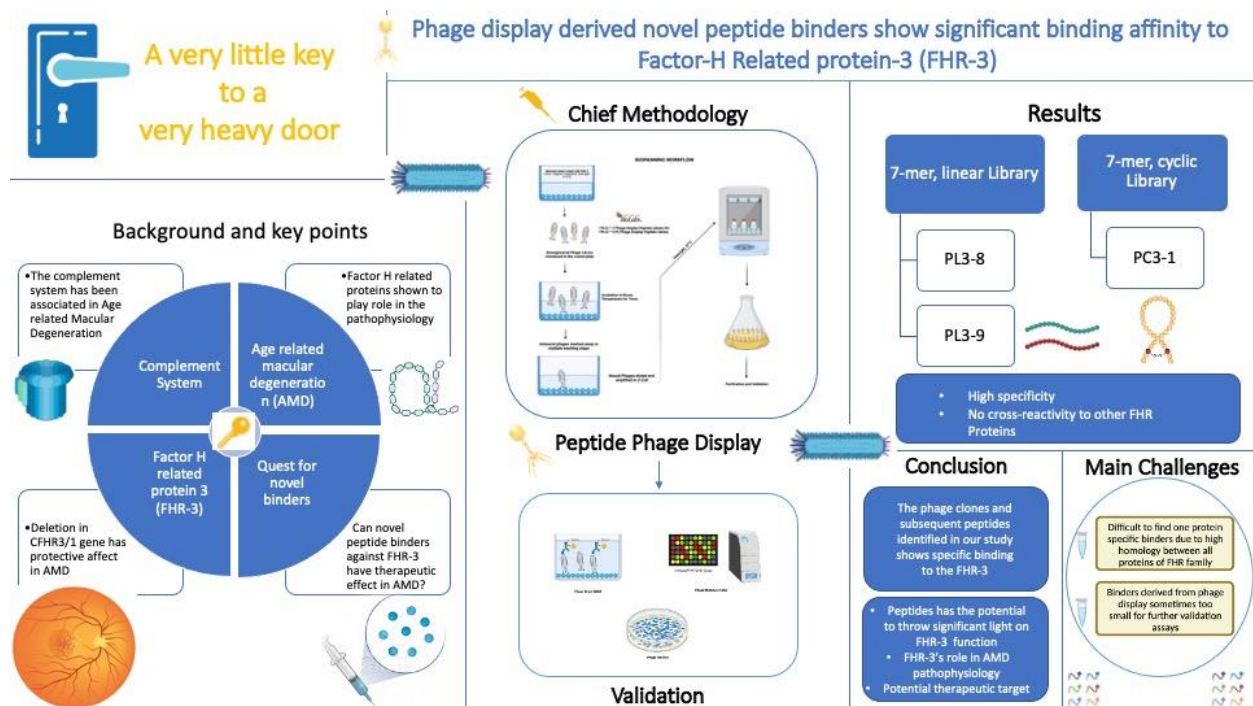 A very little key
to a
very heavy door
Phage display derived novel peptide binders show significant binding affinity to
Factor-H Related protein-3 (FHR-3)
Background and key points
•The complement
system has been
associated in Age
related Macular
Degeneration
•Factor H related
proteins shown to
play role in the
pathophysiology
Complement
System
Age related
macular
degeneratio
n (AMD)
Factor H
related
protein 3
(FHR-3)
Quest for
novel
binders
•Deletion in
CFHR3/1 gene has
protective affect
in AMD
Can novel
peptide binders
against FHR-3
have therapeutic
effect in AMD?
Chief Methodology
BIOPANNING WORKFLOW
Purification and Validation
Peptide Phage Display
Validation
Results
7-mer, linear Library
7-mer, cyclic
Library
PL3-8
PC3-1
PL3-9
• High specificity
• No cross-reactivity to other FHR
Proteins
Conclusion
The phage clones and
subsequent peptides
identified in our study
shows specific binding
to the FHR-3
• Peptides has the potential
to throw significant light on
FHR-3 function
• FHR-3's role in AMD
pathophysiology
• Potential therapeutic target
Main Challenges
Difficult to find one protein
specific binders due to high
homology between all
proteins of FHR family
Binders derived from phage
display sometimes too
small for further validation
assays